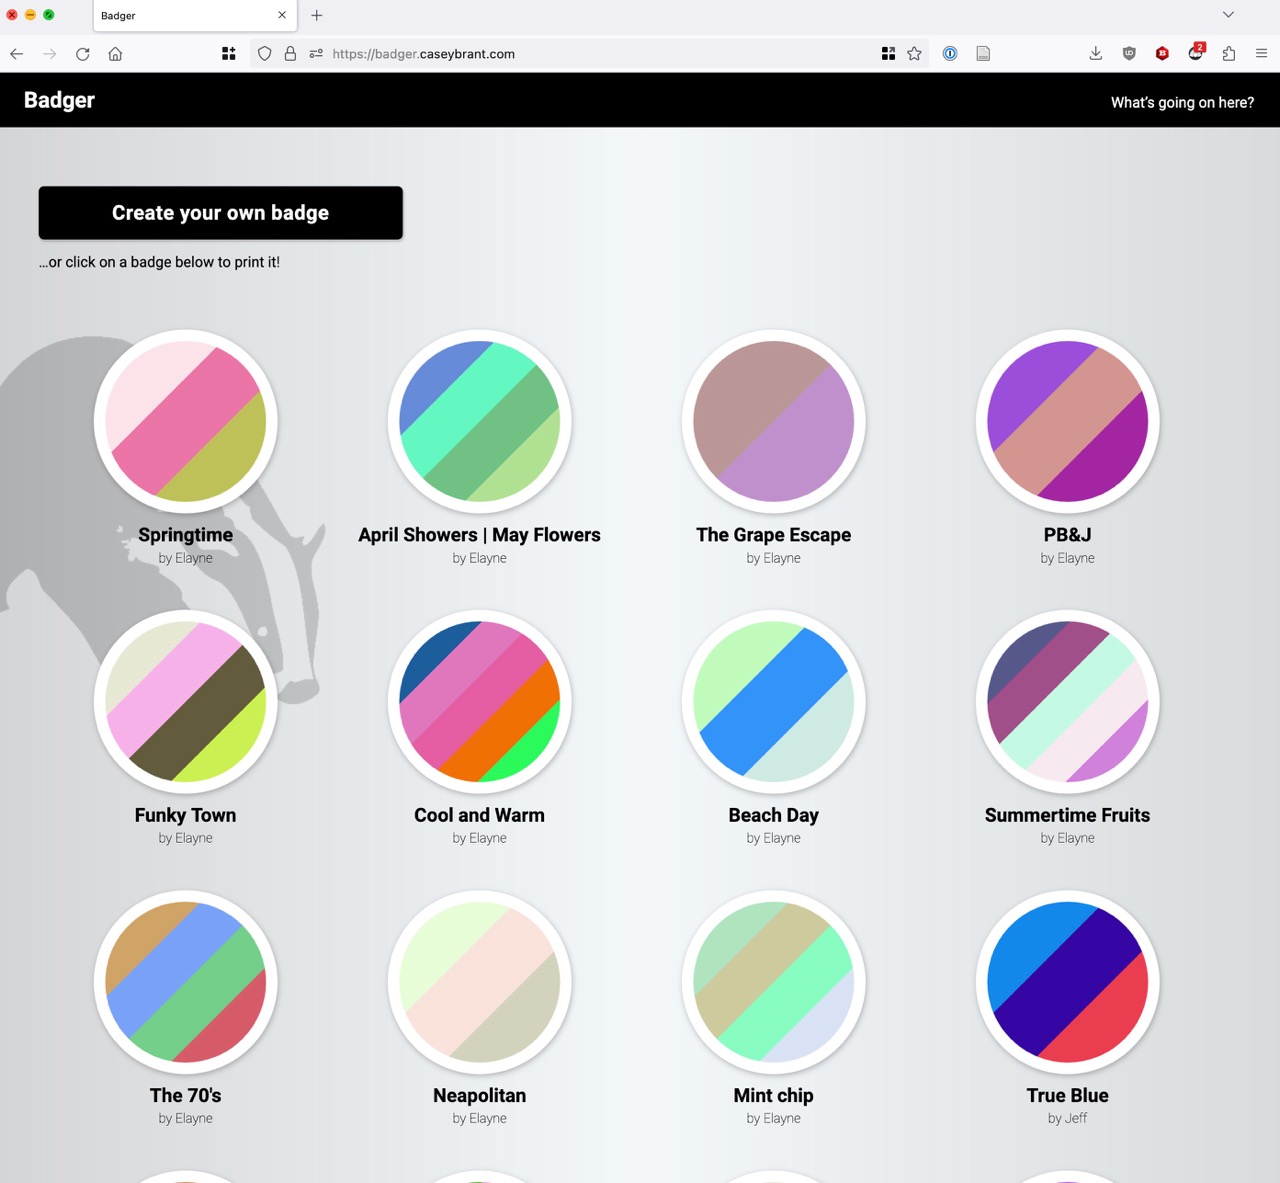 Badger
https://badger.caseybrant.com
2
Badger
What's going on here?
Create your own badge
...or click on a badge below to print it!
Springtime
by Elayne
April Showers | May Flowers
by Elayne
The Grape Escape
by Elayne
PB&J
by Elayne
Funky Town
by Elayne
Cool and Warm
by Elayne
Beach Day
by Elayne
Summertime Fruits
by Elayne
The 70's
by Elayne
Neapolitan
by Elayne
Mint chip
by Elayne
True Blue
by Jeff